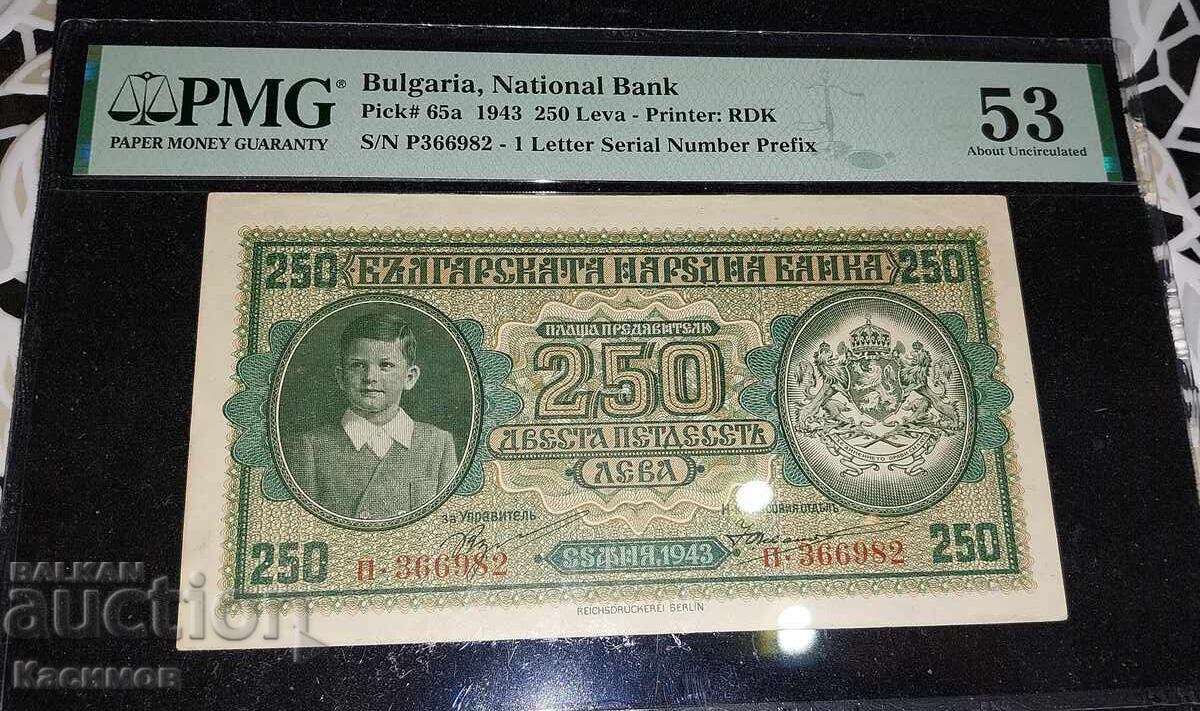 PMG®
PAPER MONEY GUARANTY
Bulgaria, National Bank
Pick# 65a 1943 250 Leva - Printer: RDK
S/N P366982 - 1 Letter Serial Number Prefix
53
About Uncirculated
250 БЪЛГАРСКАТА НАРОДНА БАНКА 250
ПЛАЩА ПРЕДЯВИТЕЛЮ
250
ДВЕСТА ПЕТДЕСЕТЬ
ЛЕВА
за Управитель
250 П-366982 СОФИЯ.1943 П-366982 250
REICHSDRUCKEREI BERLIN
BALKAN
auction
Касимов